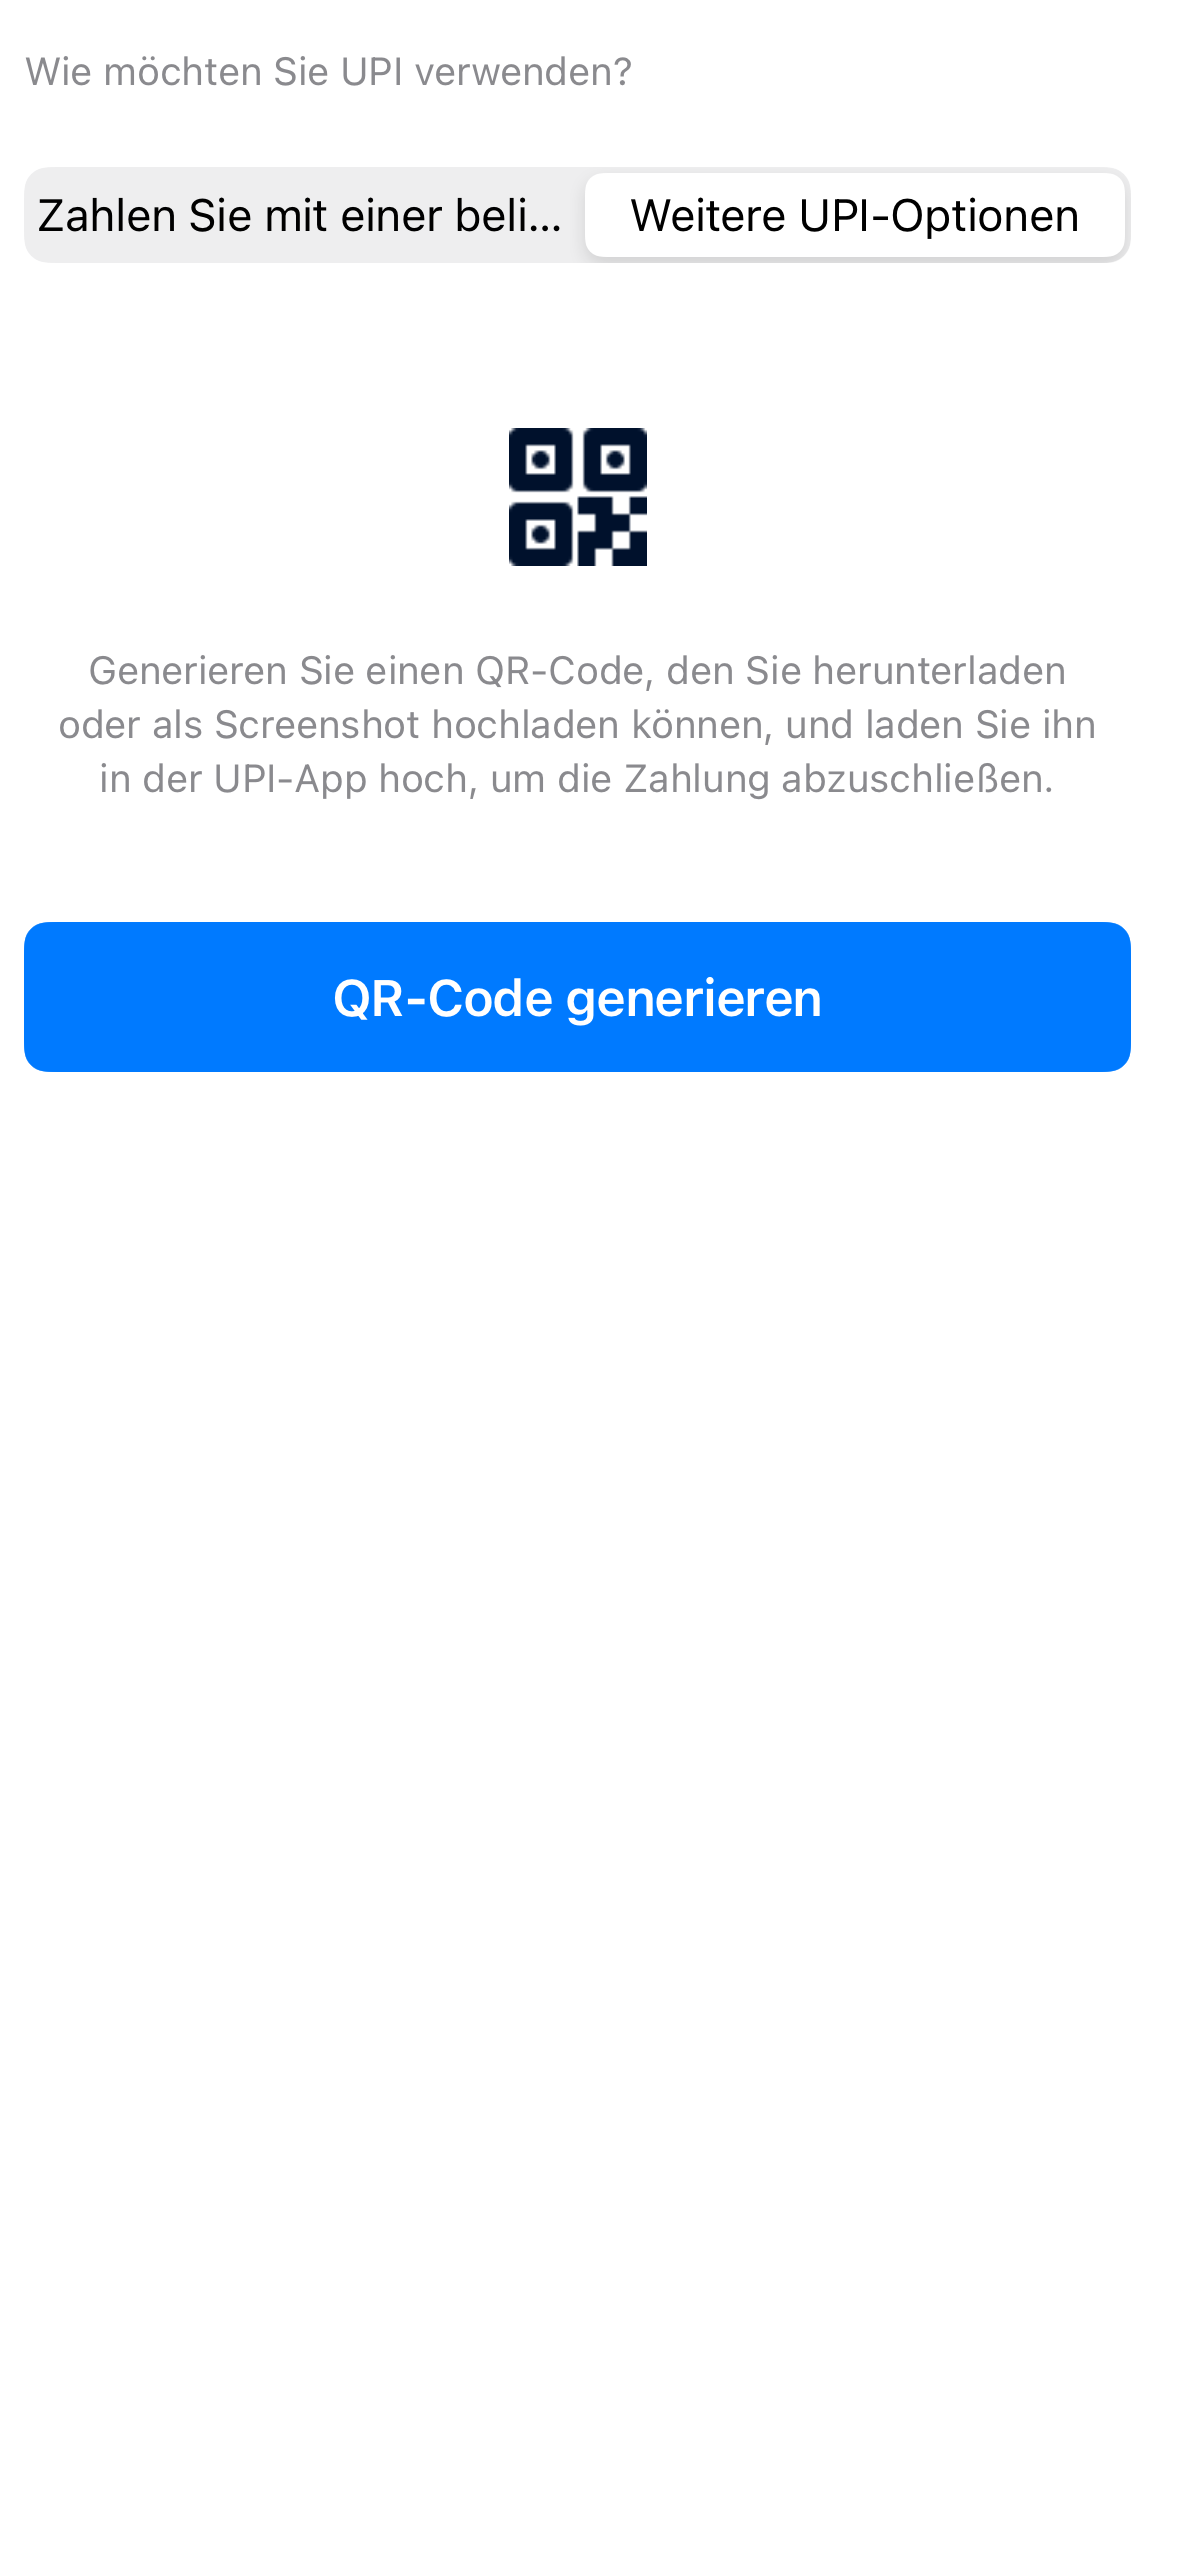 Wie möchten Sie UPI verwenden?
Zahlen Sie mit einer beli...
Weitere UPI-Optionen
Generieren Sie einen QR-Code, den Sie herunterladen
oder als Screenshot hochladen können, und laden Sie ihn
in der UPI-App hoch, um die Zahlung abzuschließen.
QR-Code generieren